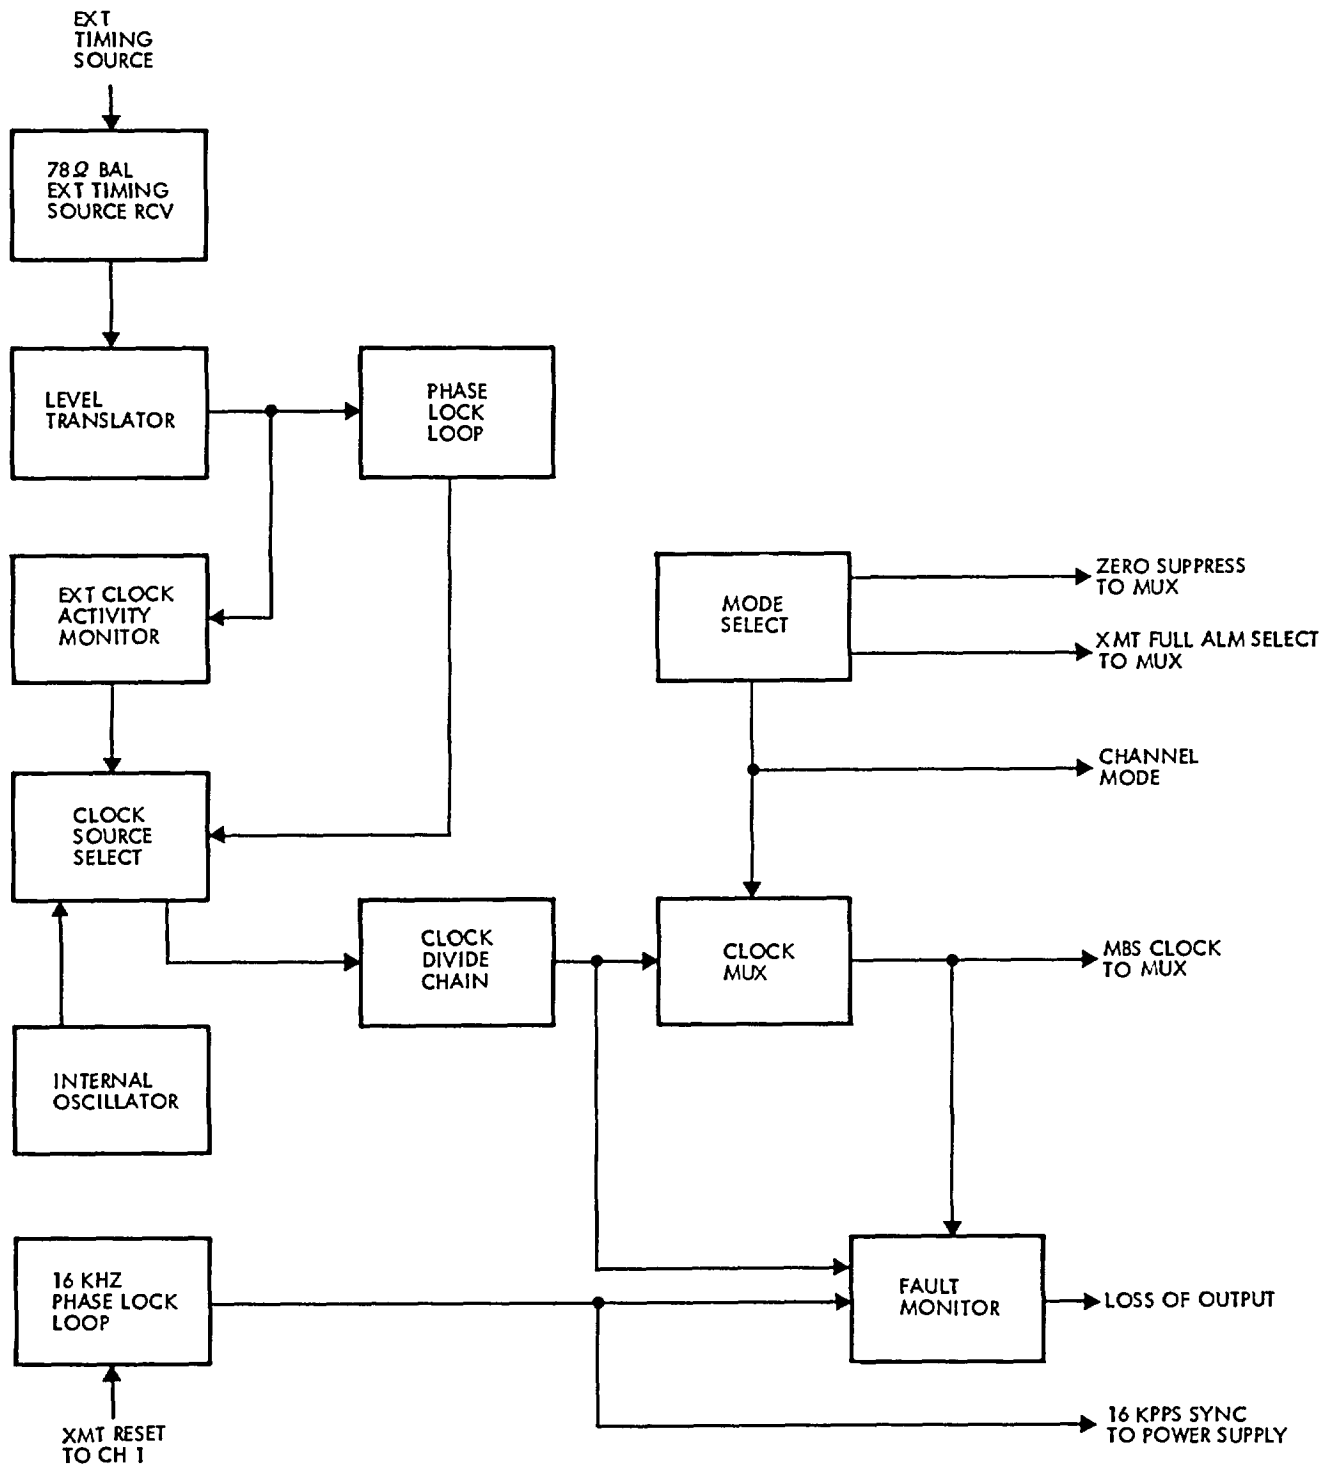 EXT
TIMING
SOURCE
78Ω BAL
EXT TIMING
SOURCE RCV
LEVEL
TRANSLATOR
PHASE
LOCK
LOOP
EXT CLOCK
ACTIVITY
MONITOR
MODE
SELECT
ZERO SUPPRESS
TO MUX
XMT FULL ALM SELECT
TO MUX
CHANNEL
MODE
CLOCK
SOURCE
SELECT
CLOCK
DIVIDE
CHAIN
CLOCK
MUX
MBS CLOCK
TO MUX
INTERNAL
OSCILLATOR
16 KHZ
PHASE LOCK
LOOP
FAULT
MONITOR
LOSS OF OUTPUT
XMT RESET
TO CH 1
16 KPPS SYNC
TO POWER SUPPLY